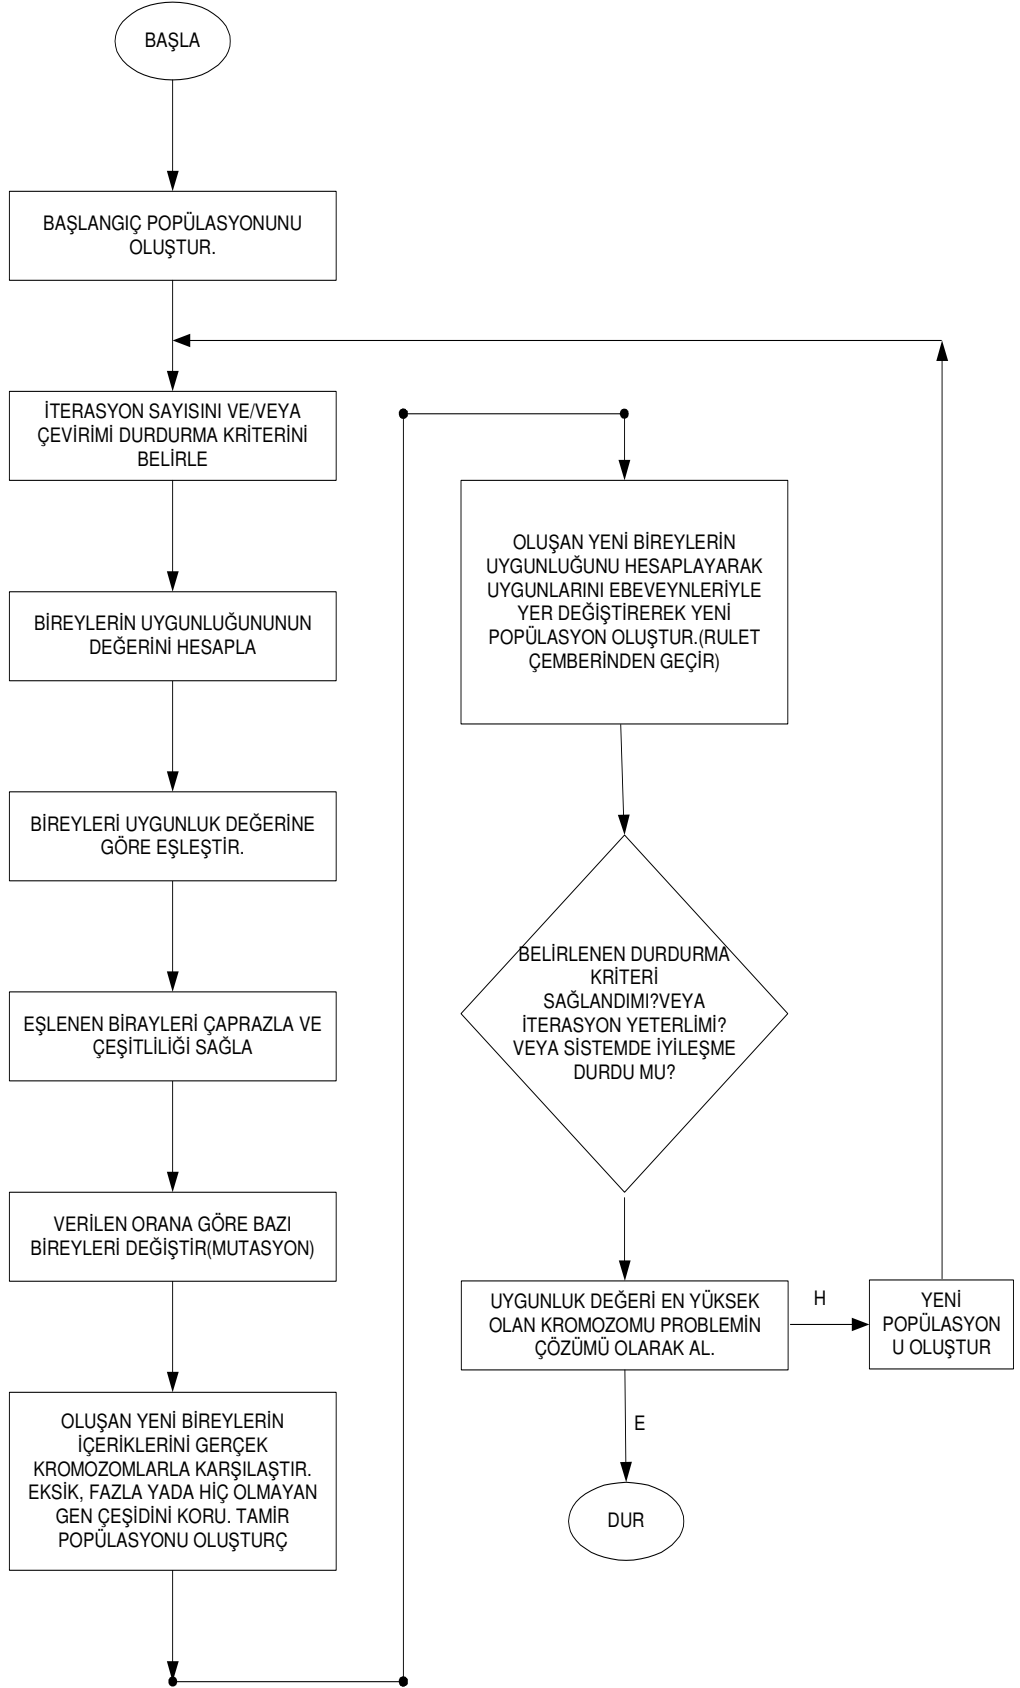 BAŞLA
BAŞLANGIÇ POPÜLASYONUNU
OLUŞTUR.
İTERASYON SAYISINI VE/VEYA
ÇEVİRİMİ DURDURMA KRİTERİNİ
BELİRLE
BİREYLERİN UYGUNLUĞUNUNUN
DEĞERİNİ HESAPLA
BİREYLERİ UYGUNLUK DEĞERİNE
GÖRE EŞLEŞTİR.
EŞLENEN BİRAYLERİ ÇAPRAZLA VE
ÇEŞİTLİLİĞİ SAĞLA
VERİLEN ORANA GÖRE BAZI
BİREYLERİ DEĞİŞTİR(MUTASYON)
OLUŞAN YENİ BİREYLERİN
İÇERİKLERİNİ GERÇEK
KROMOZOMLARLA KARŞILAŞTIR.
EKSİK, FAZLA YADA HİÇ OLMAYAN
GEN ÇEŞİDİNİ KORU. TAMİR
POPÜLASYONU OLUŞTURÇ
OLUŞAN YENİ BİREYLERİN
UYGUNLUĞUNU HESAPLAYARAK
UYGUNLARINI EBEVEYNLERİYLE
YER DEĞİŞTİREREK YENİ
POPÜLASYON OLUŞTUR.(RULET
ÇEMBERİNDEN GEÇİR)
BELİRLENEN DURDURMA
KRİTERİ
SAĞLANDIMI?VEYA
İTERASYON YETERLİMİ?
VEYA SİSTEMDE İYİLEŞME
DURDU MU?
UYGUNLUK DEĞERİ EN YÜKSEK
OLAN KROMOZOMU PROBLEMİN
ÇÖZÜMÜ OLARAK AL.
H
YENİ
POPÜLASYON
U OLUŞTUR
E
DUR